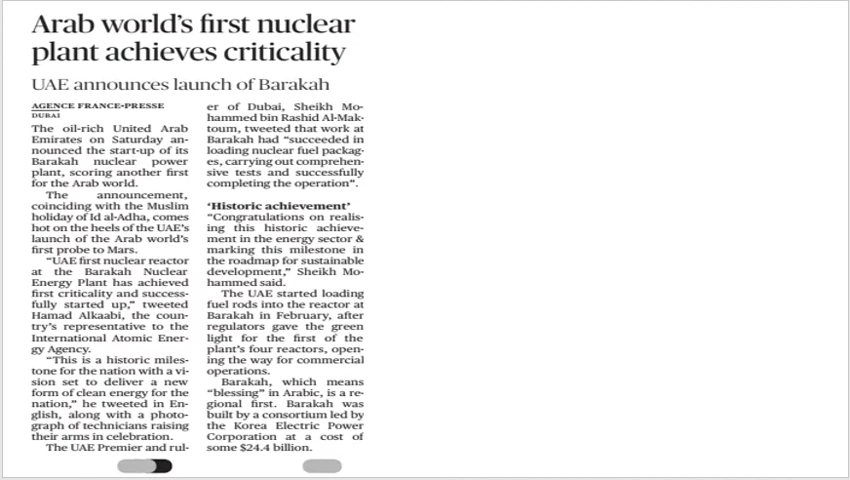 Arab world's first nuclear
plant achieves criticality
UAE announces launch of Barakah
AGENCE FRANCE-PRESSE
DUBAI
The oil-rich United Arab
Emirates on Saturday an-
nounced the start-up of its
Barakah nuclear power
plant, scoring another first
for the Arab world.
The announcement,
coinciding with the Muslim
holiday of Id al-Adha, comes
hot on the heels of the UAE's
launch of the Arab world's
first probe to Mars.
“UAE first nuclear reactor
at the Barakah Nuclear
Energy Plant has achieved
first criticality and success-
fully started up,” tweeted
Hamad Alkaabi, the coun-
try's representative to the
International Atomic Ener-
gy Agency.
“This is a historic miles-
tone for the nation with a vi-
sion set to deliver a new
form of clean energy for the
nation,” he tweeted in En-
glish, along with a photo-
graph of technicians raising
their arms in celebration.
The UAE Premier and rul-
er of Dubai, Sheikh Mo-
hammed bin Rashid Al-Mak-
toum, tweeted that work at
Barakah had “succeeded in
loading nuclear fuel packag-
es, carrying out comprehen-
sive tests and successfully
completing the operation”.
‘Historic achievement’
“Congratulations on realis-
ing this historic achieve-
ment in the energy sector &
marking this milestone in
the roadmap for sustainable
development,” Sheikh Mo-
hammed said.
The UAE started loading
fuel rods into the reactor at
Barakah in February, after
regulators gave the green
light for the first of the
plant's four reactors, open-
ing the way for commercial
operations.
Barakah, which means
“blessing” in Arabic, is a re-
gional first. Barakah was
built by a consortium led by
the Korea Electric Power
Corporation at a cost of
some $24.4 billion.